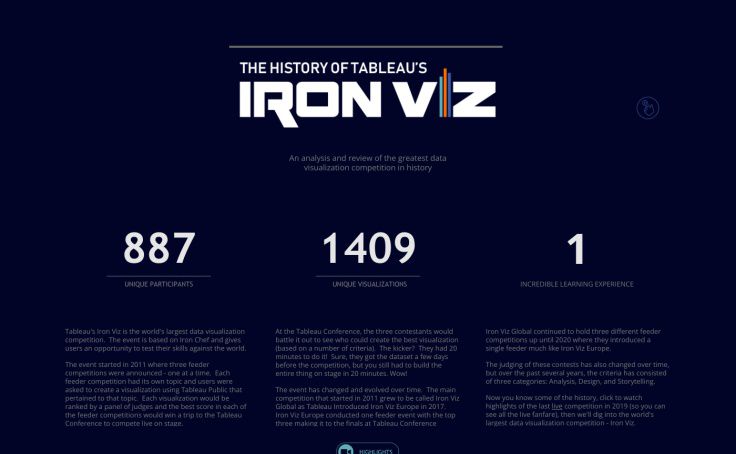 THE HISTORY OF TABLEAU'S
IRON VIZ
An analysis and review of the greatest data
visualization competition in history
887
UNIQUE PARTICIPANTS
1409
UNIQUE VISUALIZATIONS
1
INCREDIBLE LEARNING EXPERIENCE
Tableau's Iron Viz is the world's largest data visualization
competition. The event is based on Iron Chef and gives
users an opportunity to test their skills against the world.
The event started in 2011 where three feeder
competitions were announced - one at a time. Each
feeder competition had its own topic and users were
asked to create a visualization using Tableau Public that
pertained to that topic. Each visualization would be
ranked by a panel of judges and the best score in each of
the feeder competitions would win a trip to the Tableau
Conference to compete live on stage.
At the Tableau Conference, the three contestants would
battle it out to see who could create the best visualization
(based on a number of criteria). The kicker? They had 20
minutes to do it! Sure, they got the dataset a few days
before the competition, but you still had to build the
entire thing on stage in 20 minutes. Wow!
The event has changed and evolved over time. The main
competition that started in 2011 grew to be called Iron Viz
Global as Tableau Introduced Iron Viz Europe in 2017.
Iron Viz Europe conducted one feeder event with the top
three making it to the finals at Tableau Conference
Iron Viz Global continued to hold three different feeder
competitions up until 2020 where they introduced a
single feeder much like Iron Viz Europe.
The judging of these contests has also changed over time,
but over the past several years, the criteria has consisted
of three categories: Analysis, Design, and Storytelling.
Now you know some of the history, click to watch
highlights of the last live competition in 2019 (so you can
see all the live fanfare), then we'll dig into the world's
largest data visualization competition - Iron Viz.
HIGHLIGHTS